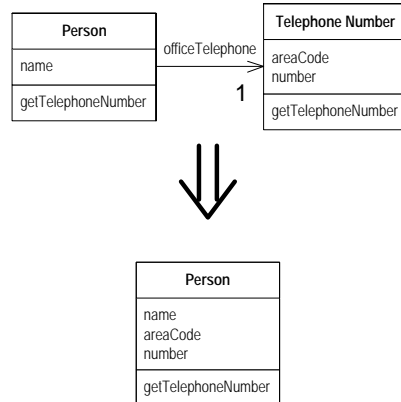 Person
name
getTelephoneNumber
officeTelephone
1
Telephone Number
areaCode
number
getTelephoneNumber
Person
name
areaCode
number
getTelephoneNumber